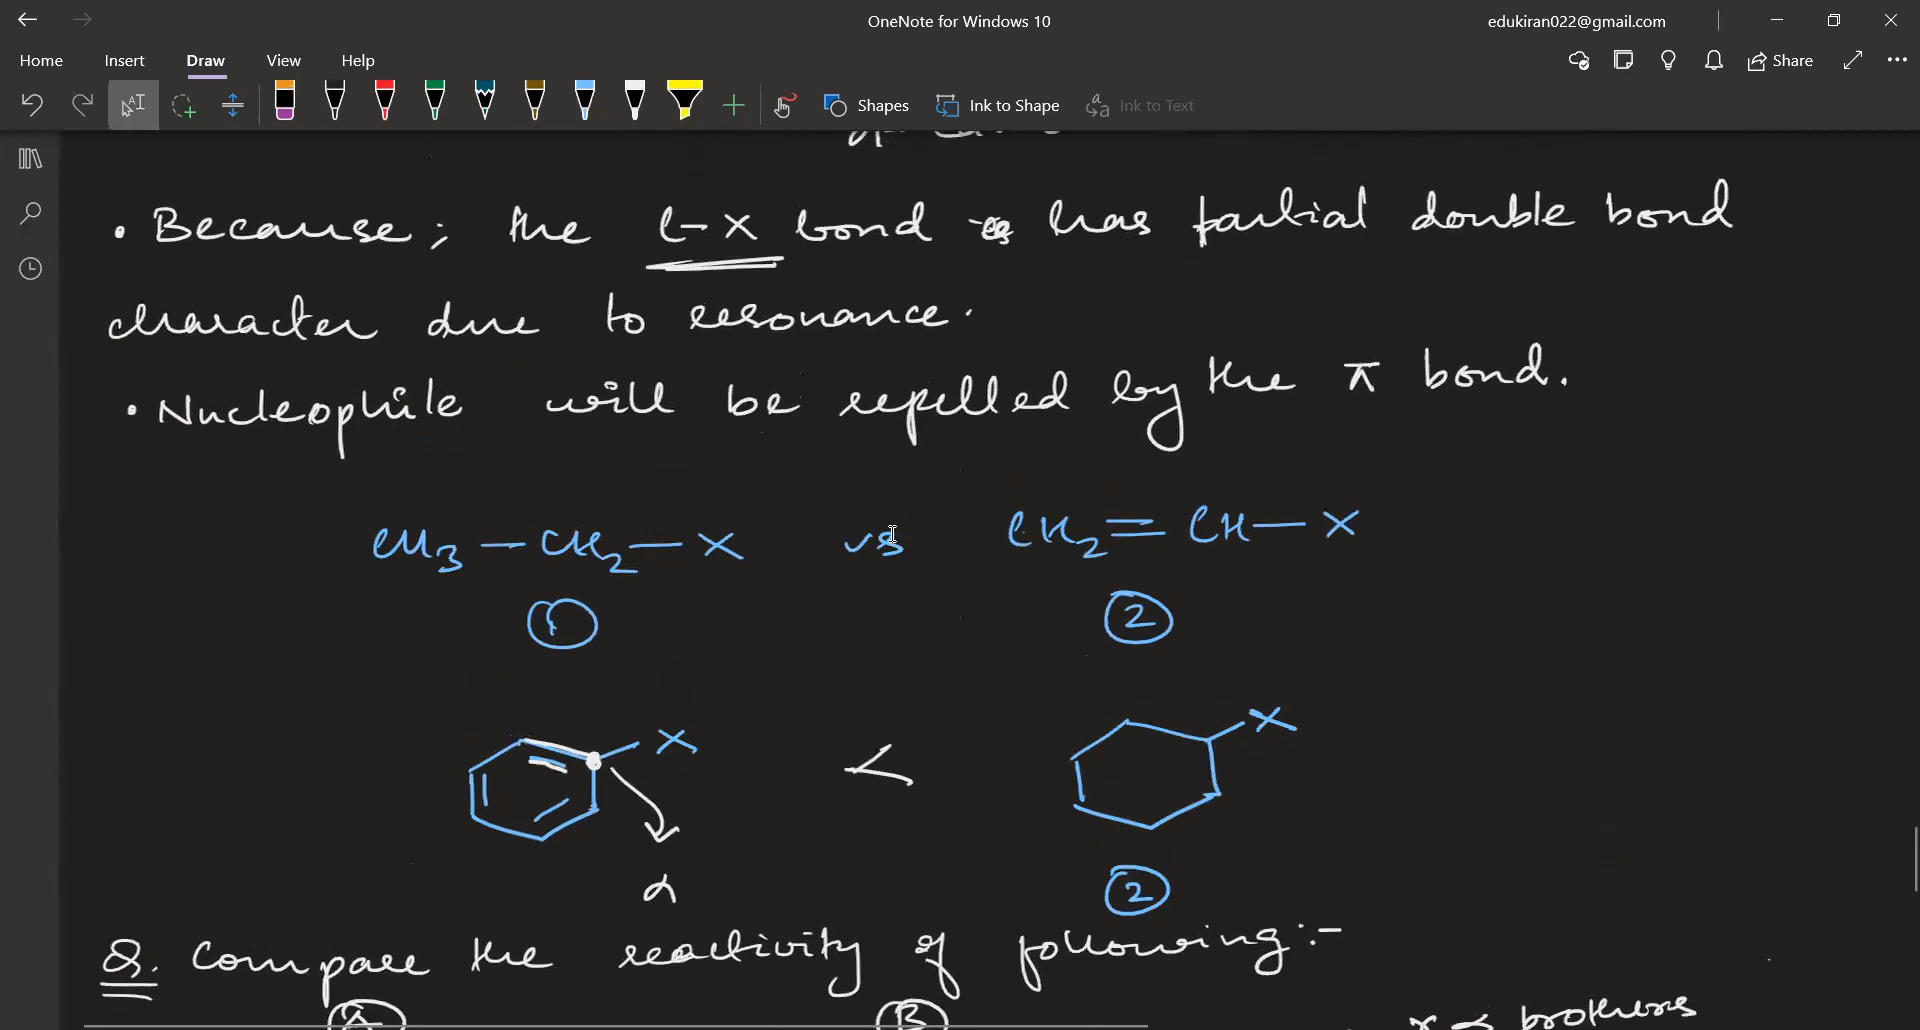 OneNote for Windows 10
edukiran022@gmail.com
Home Insert Draw View Help
Share
Shapes Ink to Shape Ink to Text
• Because; the C-X bond has partial double bond
character due to resonance.
• Nucleophile will be repelled by the π bond.
CH3 — CH2 — X vs CH2 = CH — X
① ②
X < X
α
②
Q. Compare the reactivity of following :-
A B
α brothers